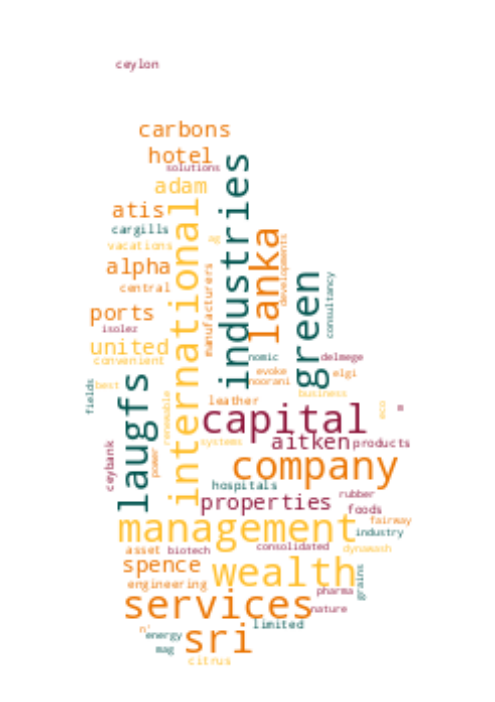 ceylon
carbons
hotel
solutions
adam
industries
international
atis
cargills
vacations
ag
lanka
developments
manufacturers
alpha
central
green
consultancy
ports
isolez
united
convenient
nomic
delmege
evoke
elgi
noorani
fields
best
laugfs
business
leather
renewable
capital
eco
m
aitken
products
systems
ceybank
power
company
hospitals
properties
rubber
foods
fairway
management
industry
asset
biotech
consolidated
dynawash
spence
wealth
grains
engineering
pharma
services
nature
limited
n'
energy
sri
mag
citrus